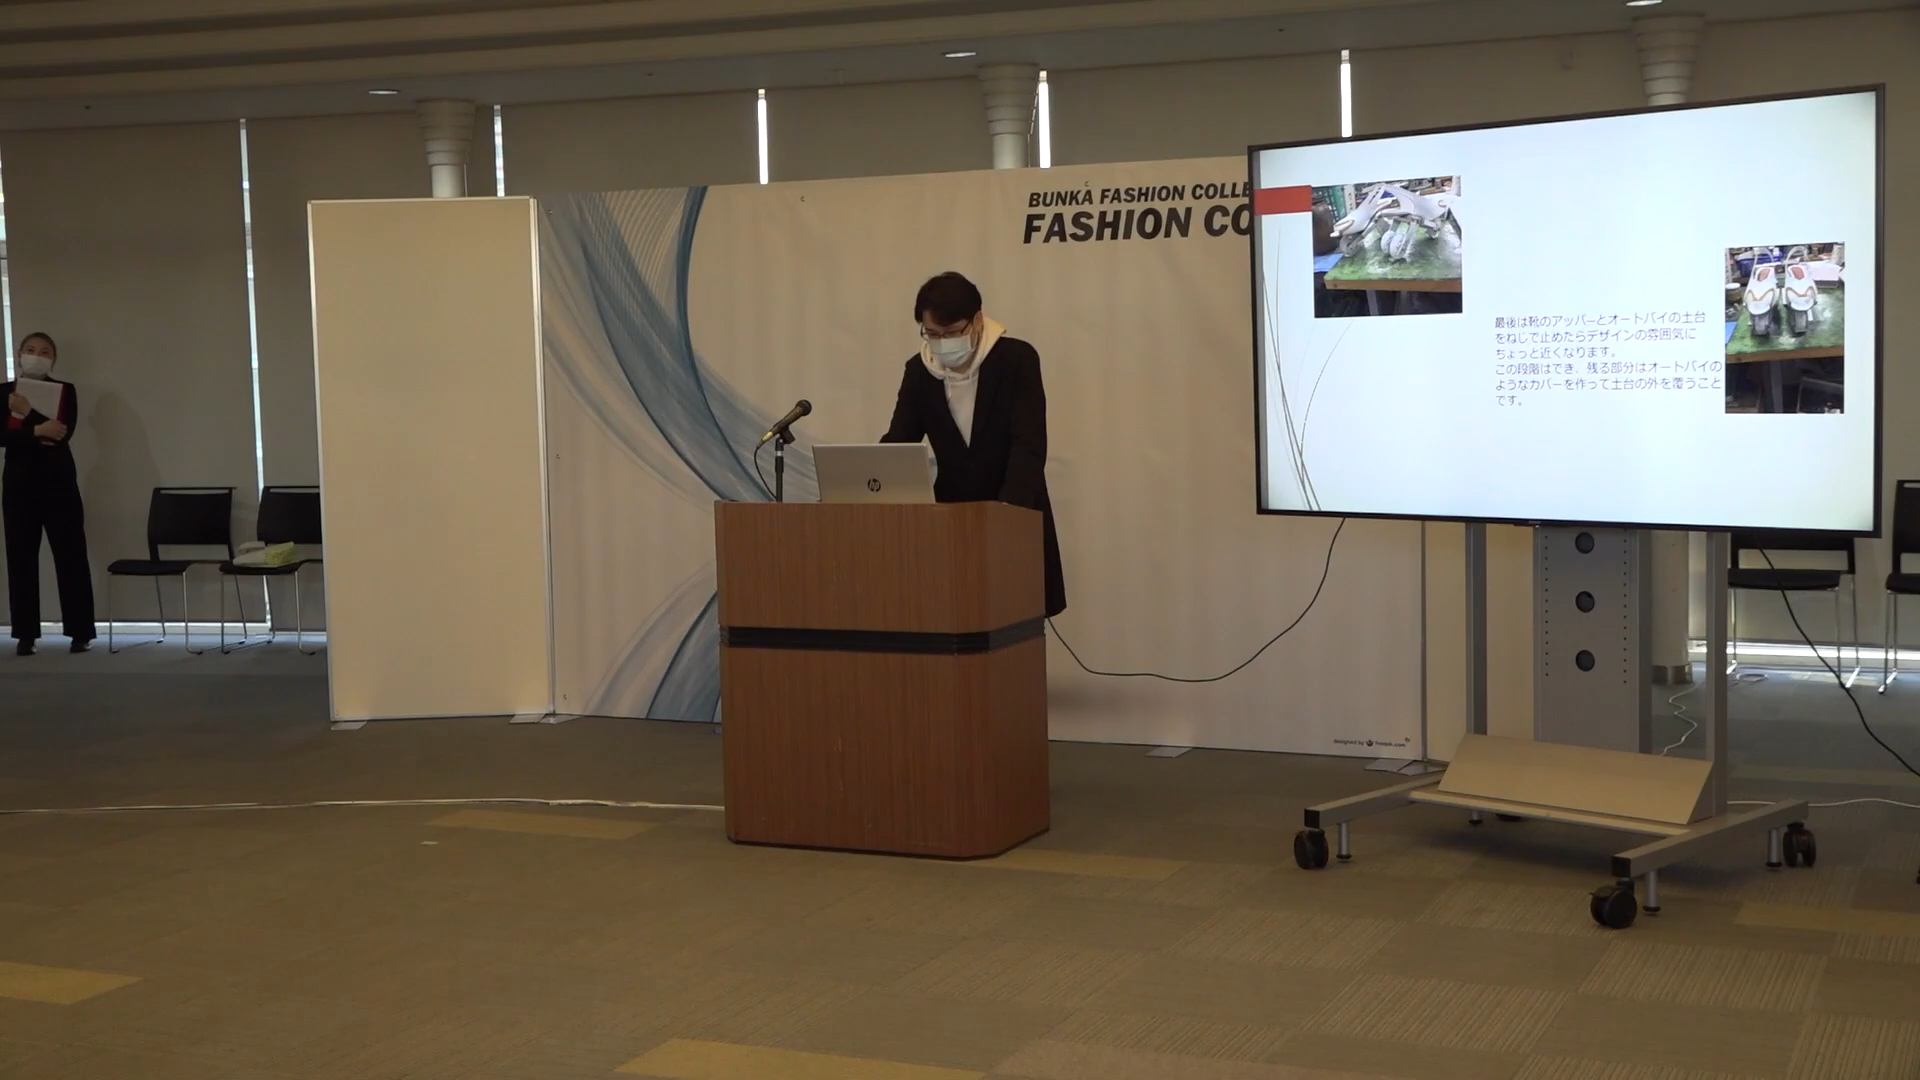 BUNKA FASHION COLLE
FASHION CO
最後は靴のアッパーとオートバイの土台
をねじで止めたらデザインの雰囲気に
ちょっと近くなります。
この段階はでき、残る部分はオートバイの
ようなカバーを作って土台の外を覆うこと
です。
hp
designed by freepik.com